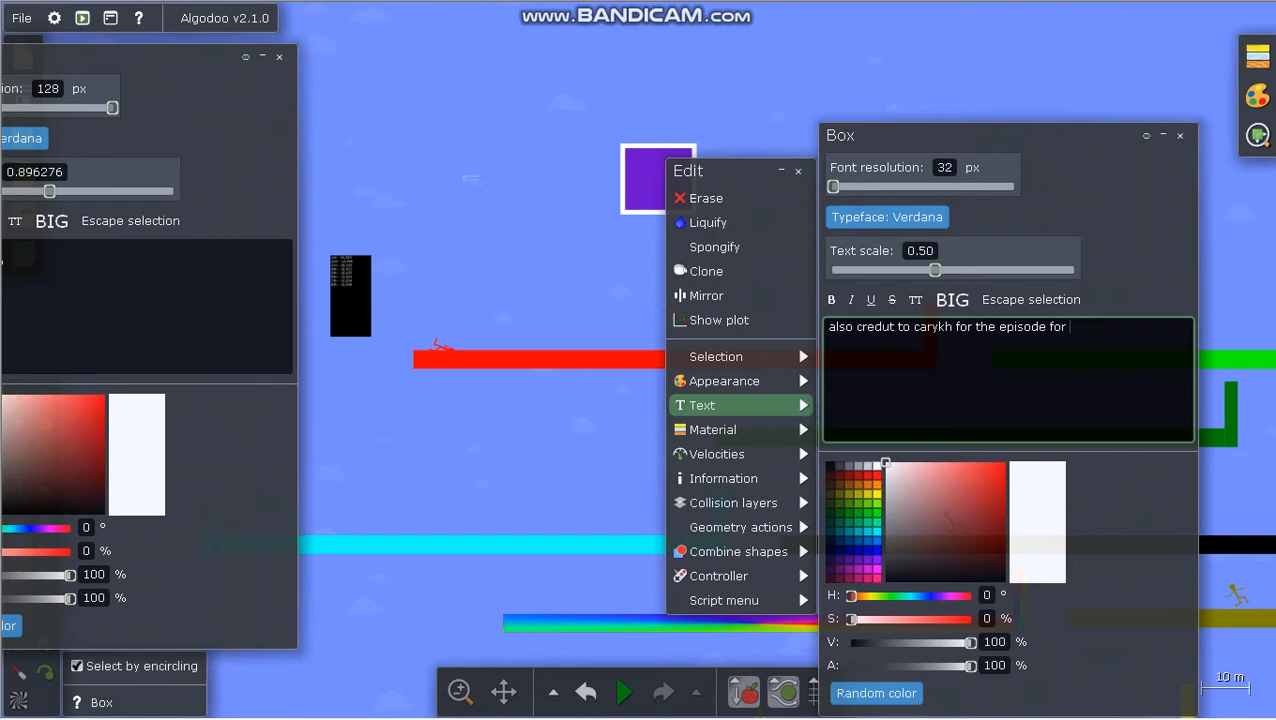 File ? Algodoo v2.1.0
www.BANDICAM.com
ion: 128 px
erdana
0.896276
TT BIG Escape selection
0 °
0 %
100 %
100 %
lor
Select by encircling
? Box
Edit
Erase
Liquify
Spongify
Clone
Mirror
Show plot
Selection
Appearance
T Text
Material
Velocities
Information
Collision layers
Geometry actions
Combine shapes
Controller
Script menu
Box
Font resolution: 32 px
Typeface: Verdana
Text scale: 0.50
B I U S TT BIG Escape selection
also credut to carykh for the episode for
H: 0 °
S: 0 %
V: 100 %
A: 100 %
Random color
10 m